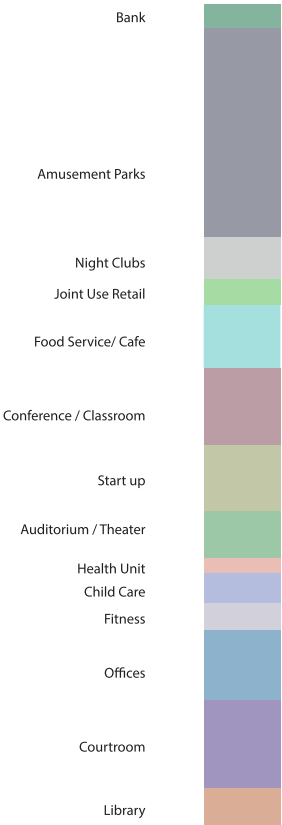 Bank
Amusement Parks
Night Clubs
Joint Use Retail
Food Service/ Cafe
Conference / Classroom
Start up
Auditorium / Theater
Health Unit
Child Care
Fitness
Offices
Courtroom
Library